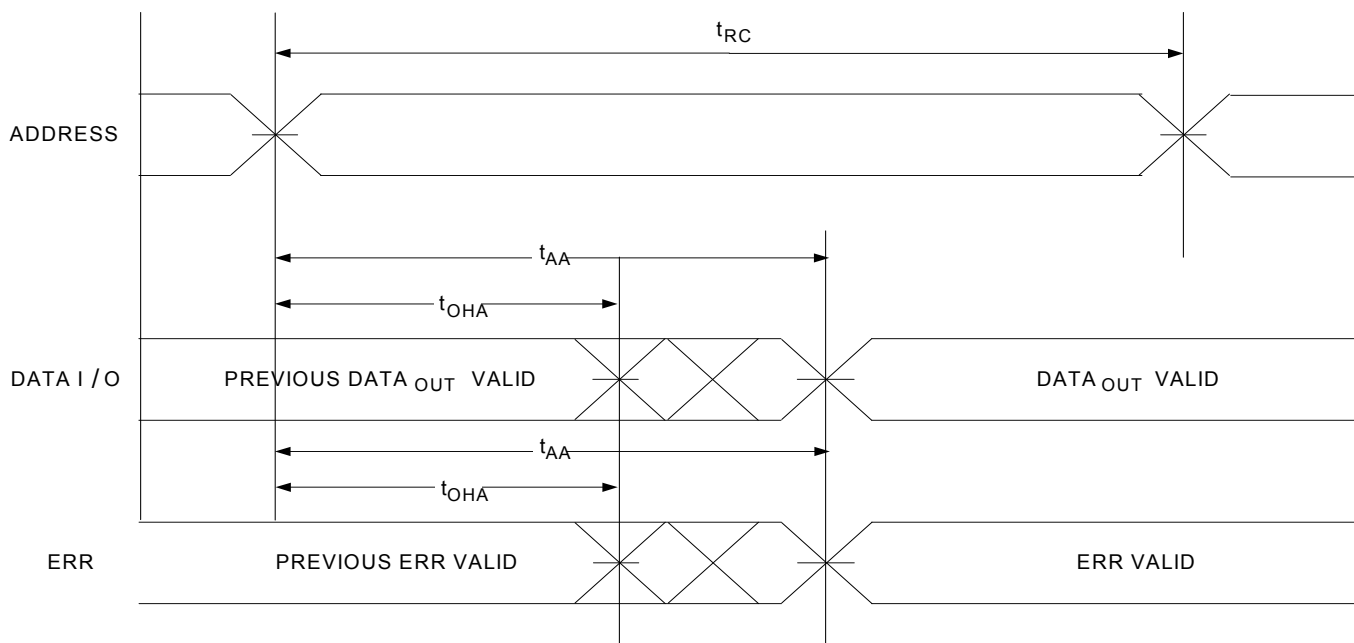 tRC
ADDRESS
tAA
tOHA
DATA I / O
PREVIOUS DATA OUT VALID
DATA OUT VALID
tAA
tOHA
ERR
PREVIOUS ERR VALID
ERR VALID